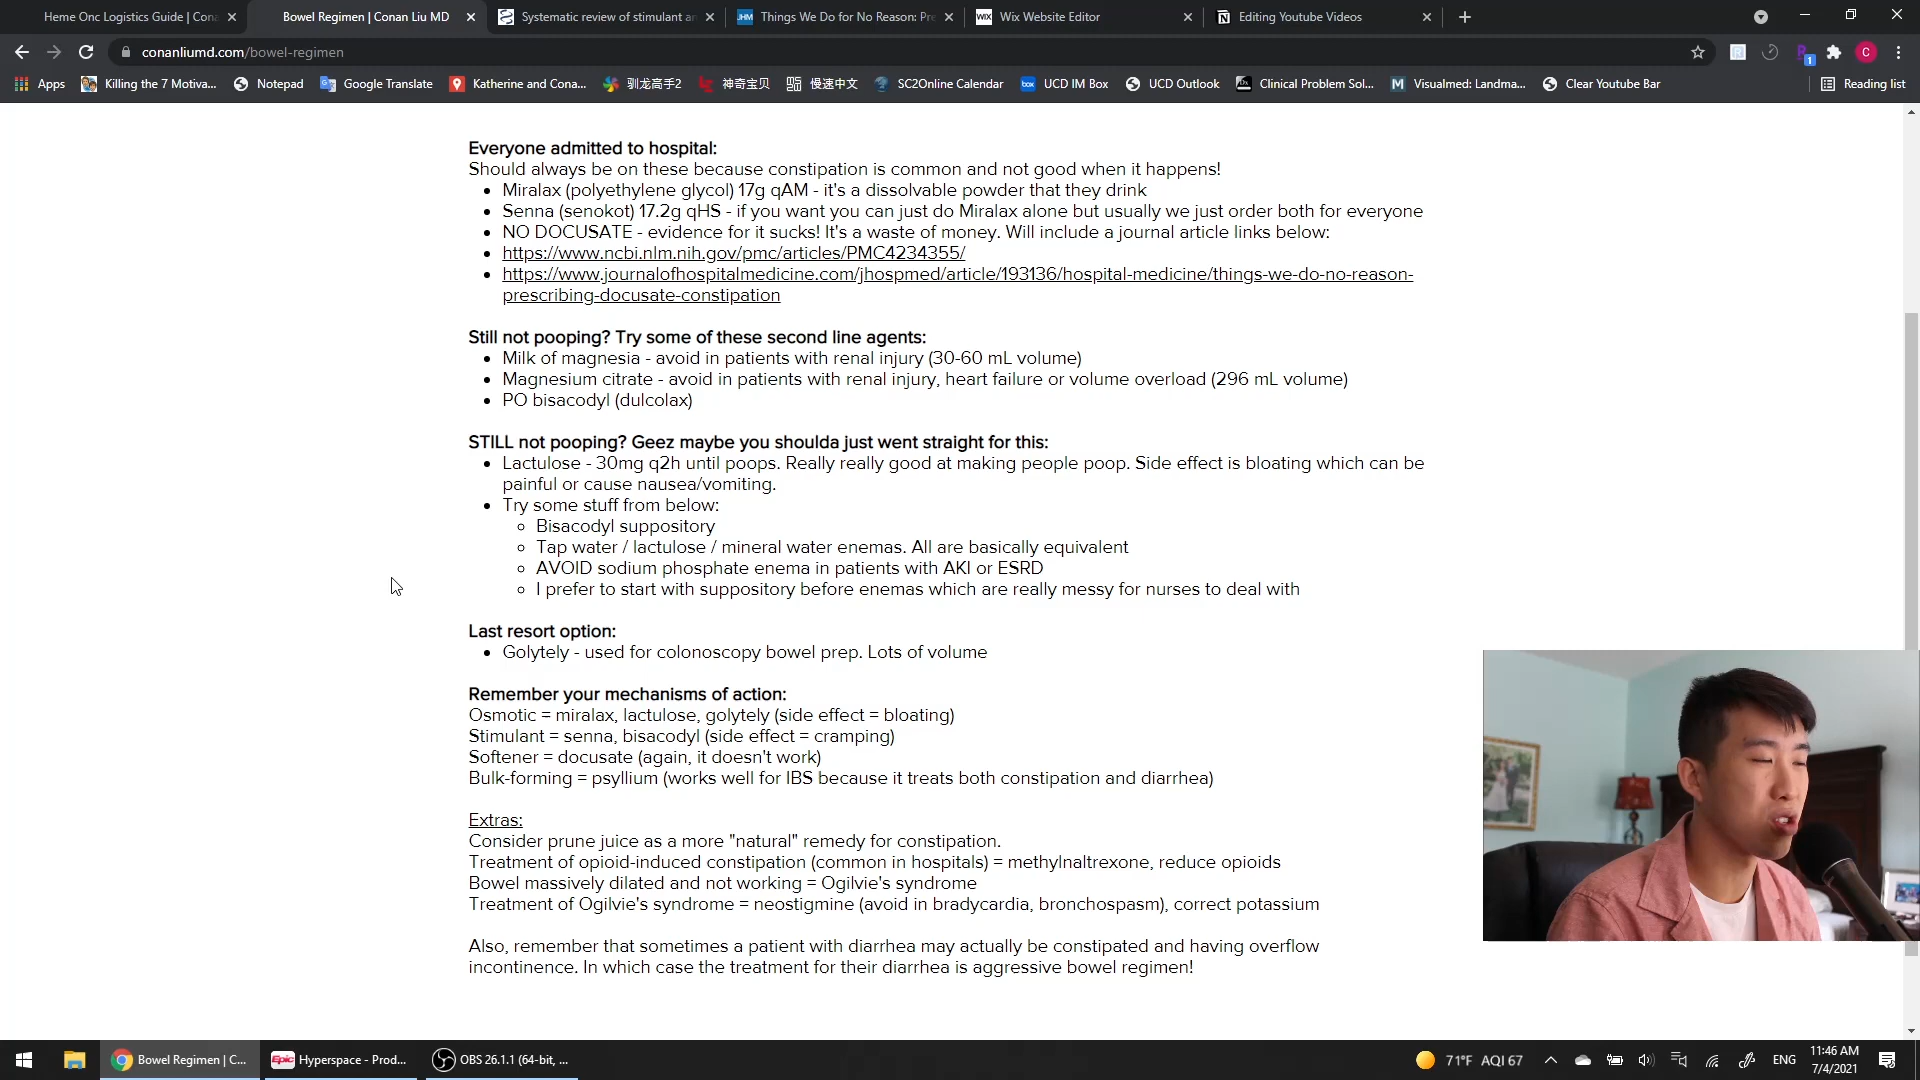 Heme Onc Logistics Guide | Cona
Bowel Regimen | Conan Liu MD
Systematic review of stimulant an
JHM
Things We Do for No Reason: Pre
WIX
Wix Website Editor
Editing Youtube Videos
conanliumd.com/bowel-regimen
C
Apps
Killing the 7 Motiva...
Notepad
Google Translate
Katherine and Cona...
驯龙高手2
神奇宝贝
慢速中文
SC2Online Calendar
box
UCD IM Box
UCD Outlook
Clinical Problem Sol...
M
Visualmed: Landma...
Clear Youtube Bar
Reading list
Everyone admitted to hospital:
Should always be on these because constipation is common and not good when it happens!
Miralax (polyethylene glycol) 17g qAM - it's a dissolvable powder that they drink
Senna (senokot) 17.2g qHS - if you want you can just do Miralax alone but usually we just order both for everyone
NO DOCUSATE - evidence for it sucks! It's a waste of money. Will include a journal article links below:
https://www.ncbi.nlm.nih.gov/pmc/articles/PMC4234355/
https://www.journalofhospitalmedicine.com/jhospmed/article/193136/hospital-medicine/things-we-do-no-reason-
prescribing-docusate-constipation
Still not pooping? Try some of these second line agents:
Milk of magnesia - avoid in patients with renal injury (30-60 mL volume)
Magnesium citrate - avoid in patients with renal injury, heart failure or volume overload (296 mL volume)
PO bisacodyl (dulcolax)
STILL not pooping? Geez maybe you shoulda just went straight for this:
Lactulose - 30mg q2h until poops. Really really good at making people poop. Side effect is bloating which can be
painful or cause nausea/vomiting.
Try some stuff from below:
Bisacodyl suppository
Tap water / lactulose / mineral water enemas. All are basically equivalent
AVOID sodium phosphate enema in patients with AKI or ESRD
I prefer to start with suppository before enemas which are really messy for nurses to deal with
Last resort option:
Golytely - used for colonoscopy bowel prep. Lots of volume
Remember your mechanisms of action:
Osmotic = miralax, lactulose, golytely (side effect = bloating)
Stimulant = senna, bisacodyl (side effect = cramping)
Softener = docusate (again, it doesn't work)
Bulk-forming = psyllium (works well for IBS because it treats both constipation and diarrhea)
Extras:
Consider prune juice as a more "natural" remedy for constipation.
Treatment of opioid-induced constipation (common in hospitals) = methylnaltrexone, reduce opioids
Bowel massively dilated and not working = Ogilvie's syndrome
Treatment of Ogilvie's syndrome = neostigmine (avoid in bradycardia, bronchospasm), correct potassium
Also, remember that sometimes a patient with diarrhea may actually be constipated and having overflow
incontinence. In which case the treatment for their diarrhea is aggressive bowel regimen!
Bowel Regimen | C...
Epic
Hyperspace - Prod...
OBS 26.1.1 (64-bit, ...
71°F AQI 67
ENG
11:46 AM
7/4/2021